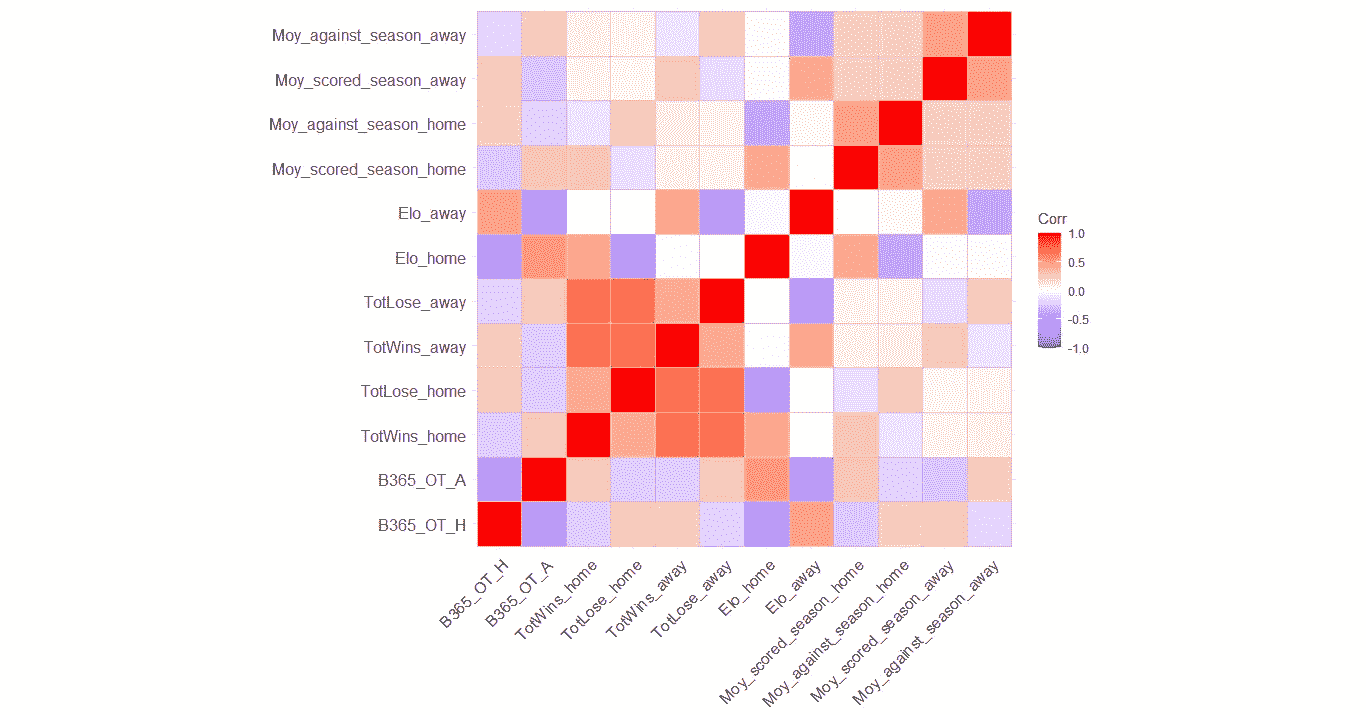 Moy_against_season_away
Moy_scored_season_away
Moy_against_season_home
Moy_scored_season_home
Elo_away
Elo_home
TotLose_away
TotWins_away
TotLose_home
TotWins_home
B365_OT_A
B365_OT_H
Corr
1.0
0.5
0.0
-0.5
-1.0
B365_OT_H
B365_OT_A
TotWins_home
TotLose_home
TotWins_away
TotLose_away
Elo_home
Elo_away
Moy_scored_season_home
Moy_against_season_home
Moy_scored_season_away
Moy_against_season_away